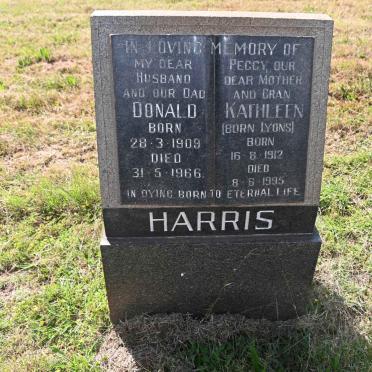 IN LOVING MEMORY OF
MY DEAR
HUSBAND
AND OUR DAD
DONALD
BORN
28·3·1909
DIED
31·5·1966
PEGGY, OUR
DEAR MOTHER
AND GRAN
KATHLEEN
(BORN LYONS)
BORN
16·8·1912
DIED
8·6·1995
IN DYING BORN TO ETERNAL LIFE
HARRIS